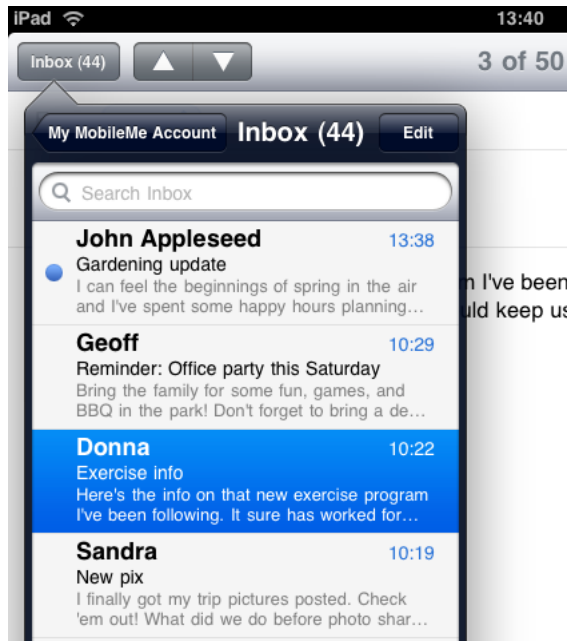 iPad 13:40
Inbox (44) 3 of 50
My MobileMe Account Inbox (44) Edit
Search Inbox
John Appleseed 13:38
Gardening update
I can feel the beginnings of spring in the air
and I've spent some happy hours planning...
Geoff 10:29
Reminder: Office party this Saturday
Bring the family for some fun, games, and
BBQ in the park! Don't forget to bring a de...
Donna 10:22
Exercise info
Here's the info on that new exercise program
I've been following. It sure has worked for...
Sandra 10:19
New pix
I finally got my trip pictures posted. Check
'em out! What did we do before photo shar...
I've been
keep us